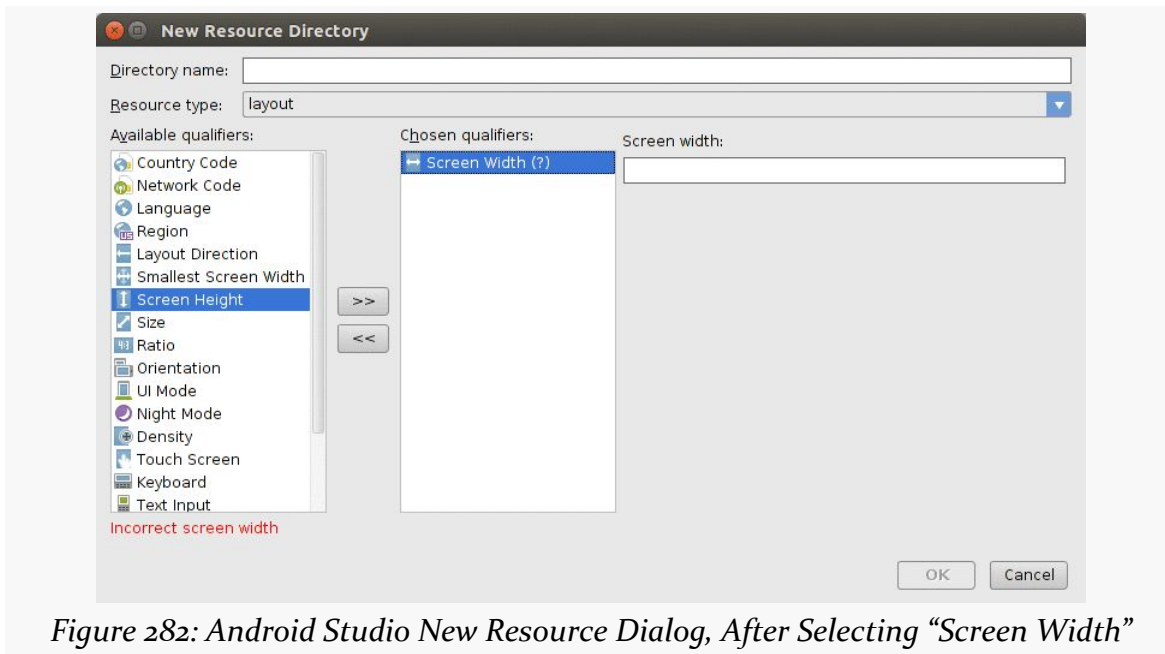 New Resource Directory
Directory name:
Resource type: layout
Available qualifiers:
Country Code
Network Code
Language
Region
Layout Direction
Smallest Screen Width
Screen Height
Size
Ratio
Orientation
UI Mode
Night Mode
Density
Touch Screen
Keyboard
Text Input
>>
<<
Chosen qualifiers:
Screen Width (?)
Screen width:
Incorrect screen width
OK Cancel
Figure 282: Android Studio New Resource Dialog, After Selecting “Screen Width”